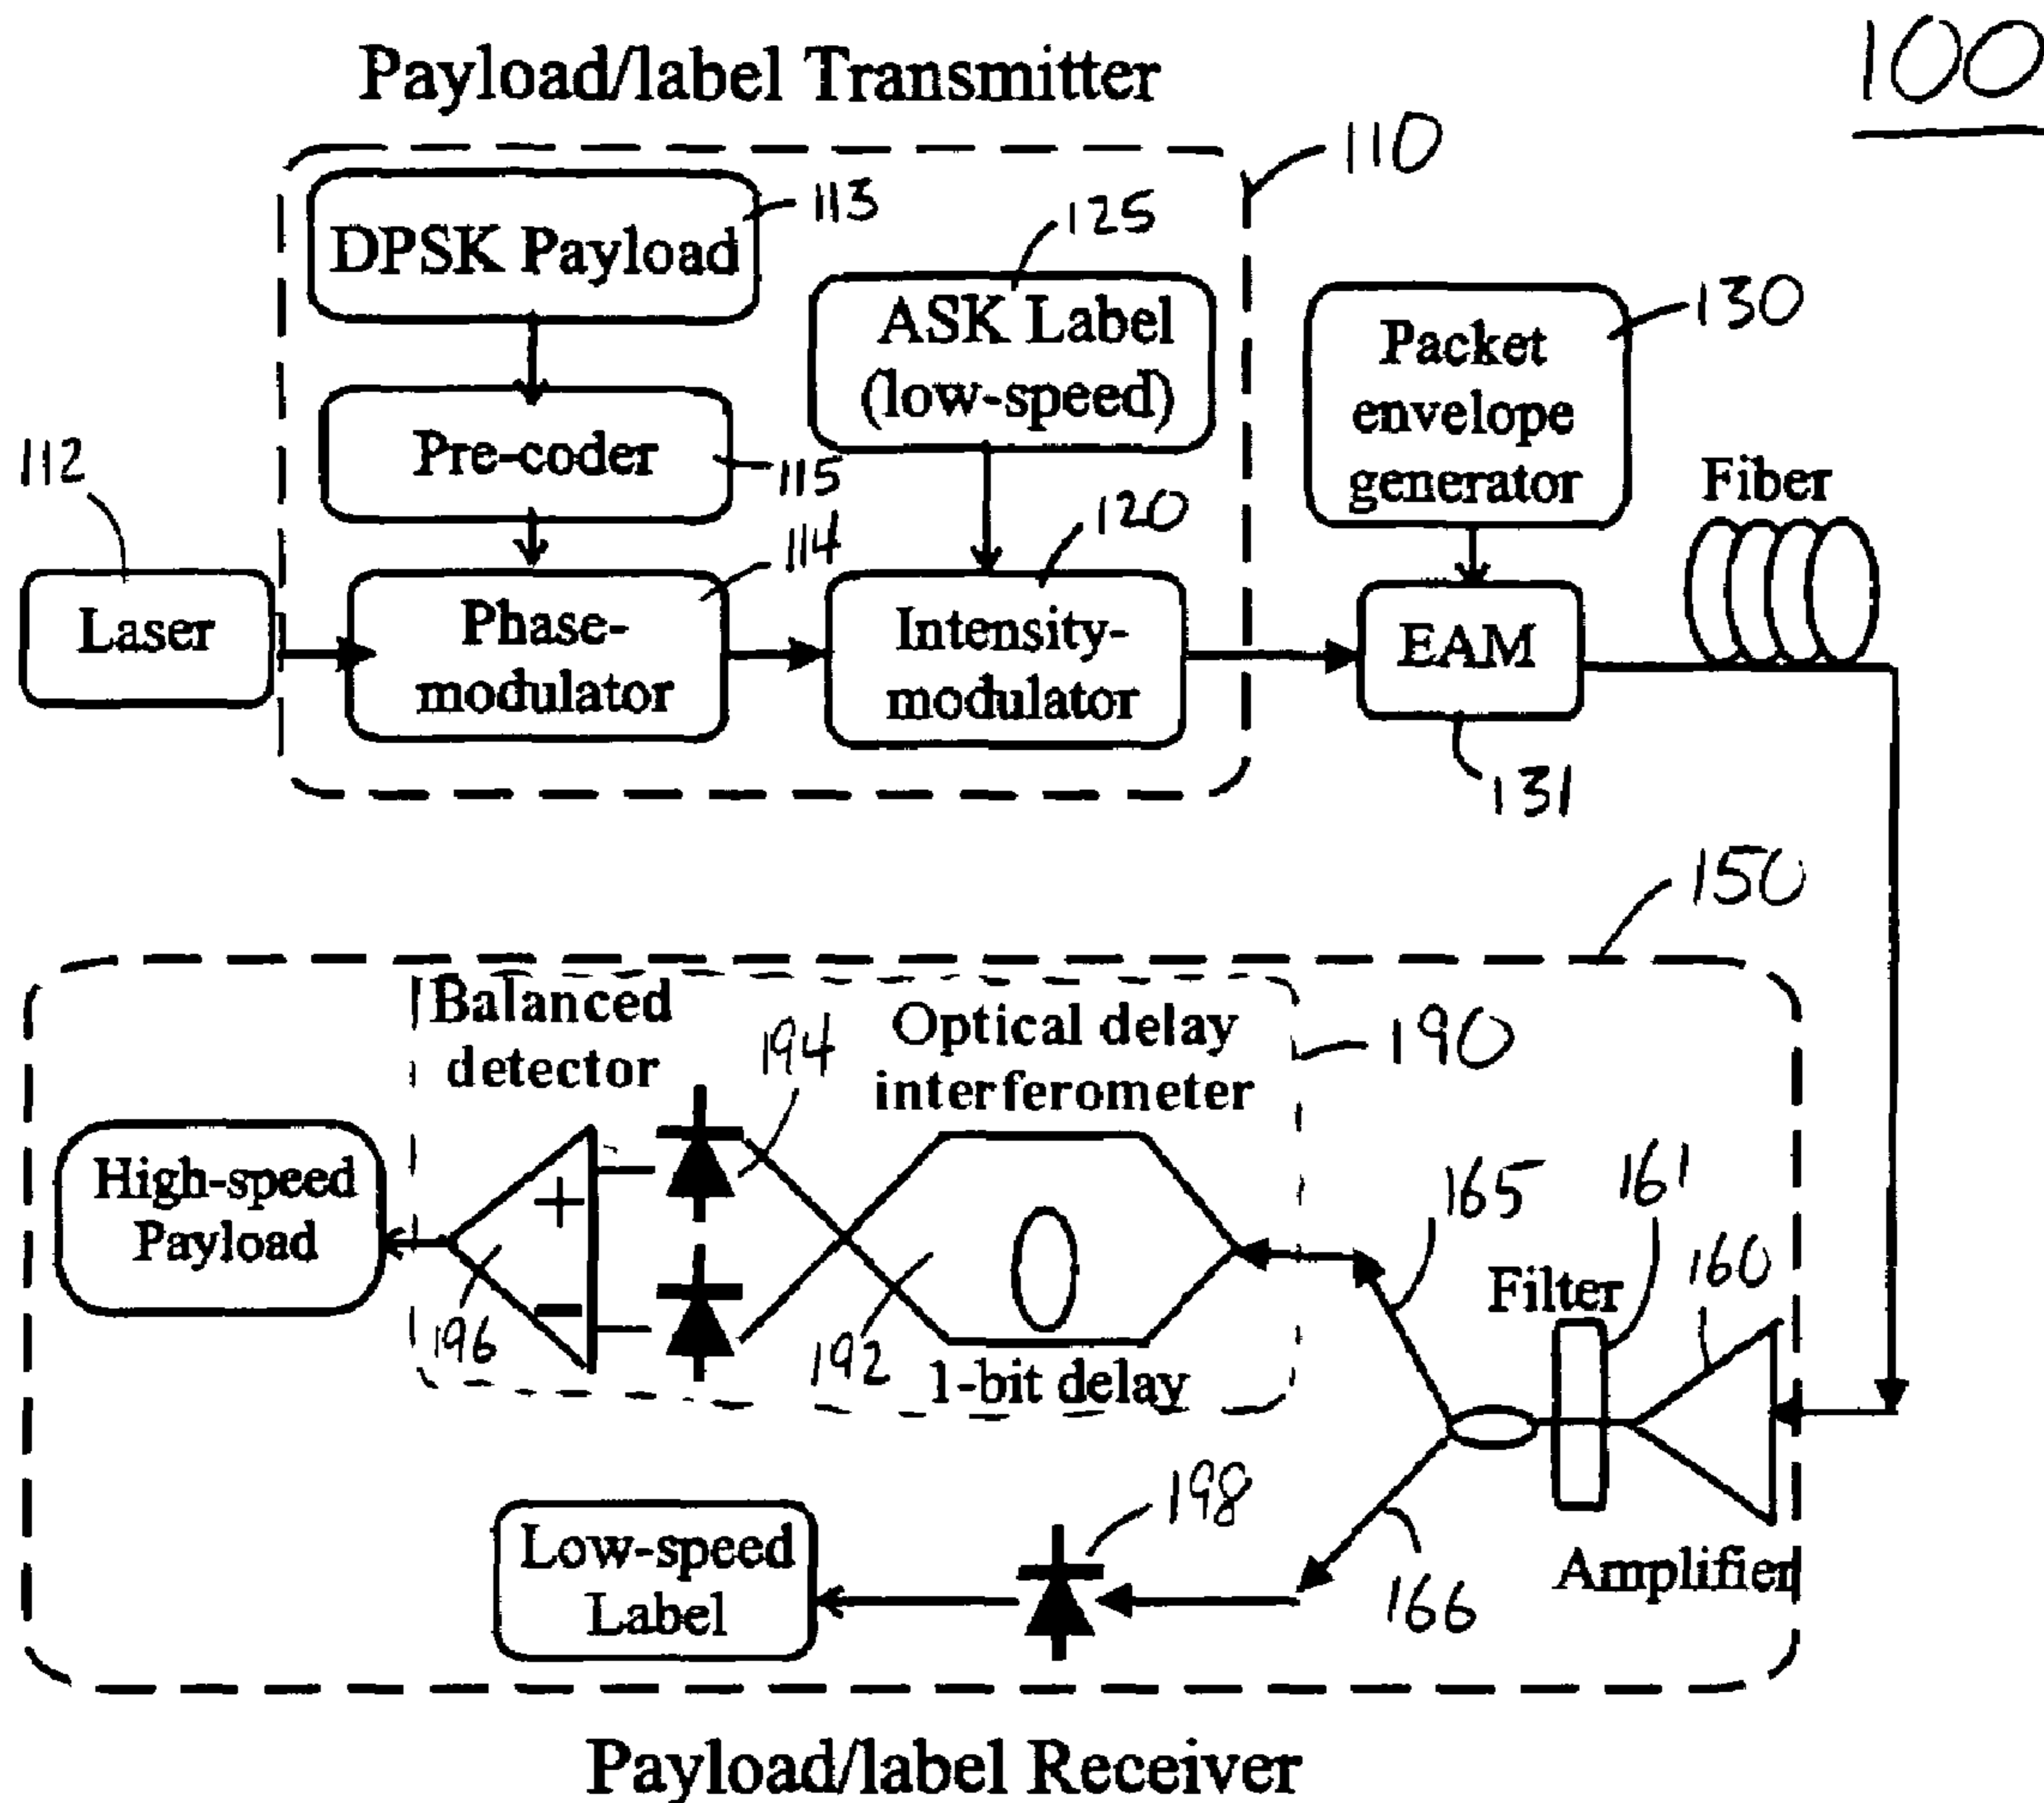 100
Payload/label Transmitter
110
DPSK Payload
113
125
ASK Label
(low-speed)
130
Packet
envelope
generator
Pre-coder
115
112
120
114
Fiber
Laser
Phase-
modulator
Intensity-
modulator
EAM
131
150
Balanced
detector
194
Optical delay
interferometer
190
High-speed
Payload
+
−
196
192
1-bit delay
165
161
Filter
160
198
Low-speed
Label
166
Amplifier
Payload/label Receiver